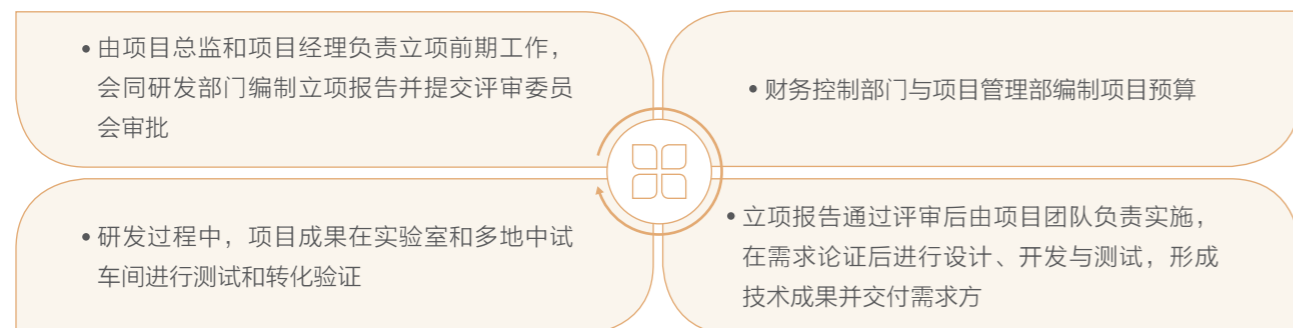 •由项目总监和项目经理负责立项前期工作，
会同研发部门编制立项报告并提交评审委员
会审批
•财务控制部门与项目管理部编制项目预算
•研发过程中，项目成果在实验室和多地中试
车间进行测试和转化验证
•立项报告通过评审后由项目团队负责实施，
在需求论证后进行设计、开发与测试，形成
技术成果并交付需求方